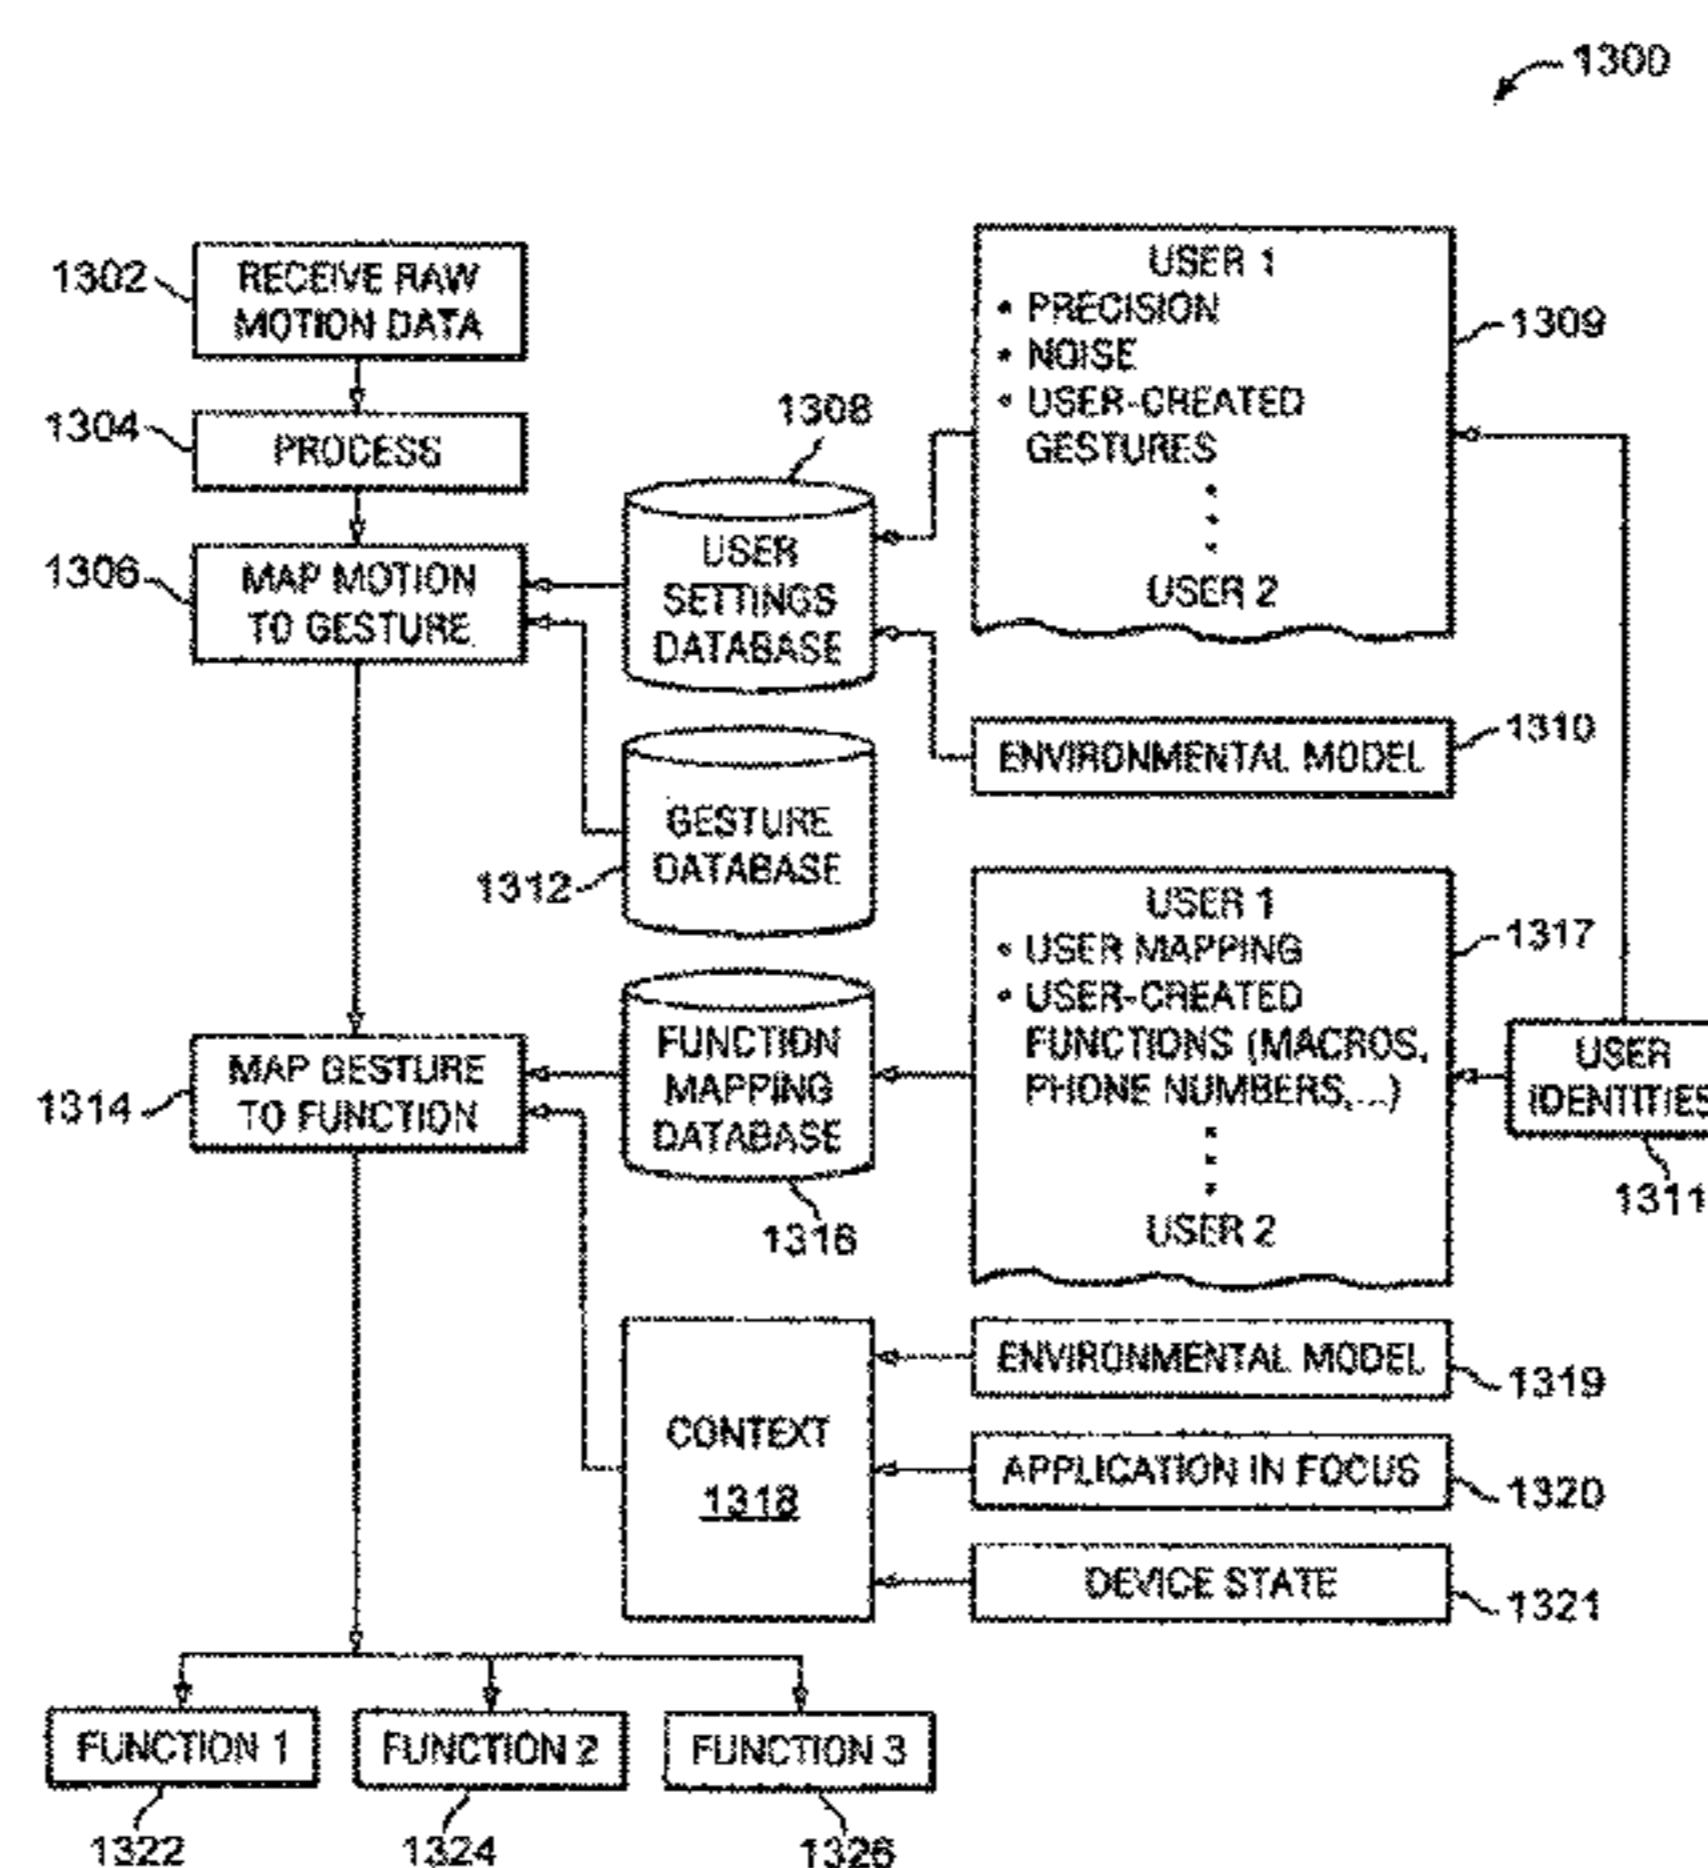 1300
1302
RECEIVE RAW
MOTION DATA
1304
PROCESS
1306
MAP MOTION
TO GESTURE
1308
USER
SETTINGS
DATABASE
USER 1
• PRECISION
• NOISE
• USER-CREATED
GESTURES
USER 2
1309
ENVIRONMENTAL MODEL
1310
GESTURE
DATABASE
1312
1314
MAP GESTURE
TO FUNCTION
FUNCTION
MAPPING
DATABASE
1316
USER 1
• USER MAPPING
• USER-CREATED
FUNCTIONS (MACROS,
PHONE NUMBERS,...)
USER 2
1317
USER
IDENTITIES
1311
CONTEXT
1318
ENVIRONMENTAL MODEL
1319
APPLICATION IN FOCUS
1320
DEVICE STATE
1321
FUNCTION 1
FUNCTION 2
FUNCTION 3
1322
1324
1326